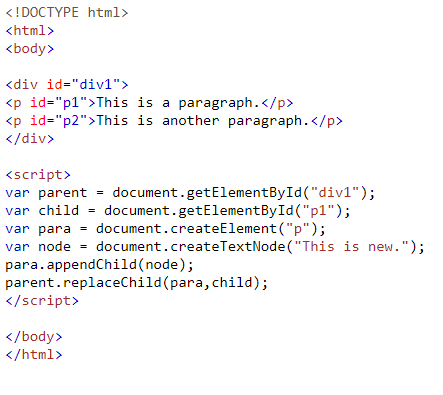 <!DOCTYPE html>
<html>
<body>
<div id="div1">
<p id="p1">This is a paragraph.</p>
<p id="p2">This is another paragraph.</p>
</div>
<script>
var parent = document.getElementById("div1");
var child = document.getElementById("p1");
var para = document.createElement("p");
var node = document.createTextNode("This is new.");
para.appendChild(node);
parent.replaceChild(para,child);
</script>
</body>
</html>